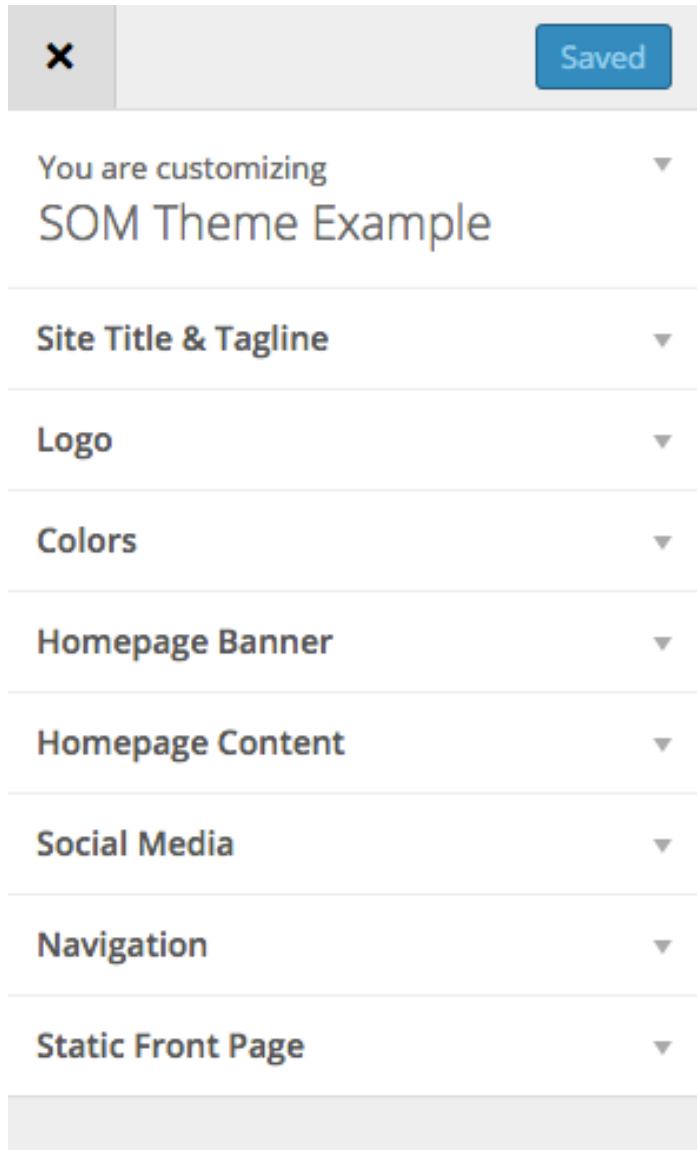 Saved
You are customizing
SOM Theme Example
Site Title & Tagline
Logo
Colors
Homepage Banner
Homepage Content
Social Media
Navigation
Static Front Page